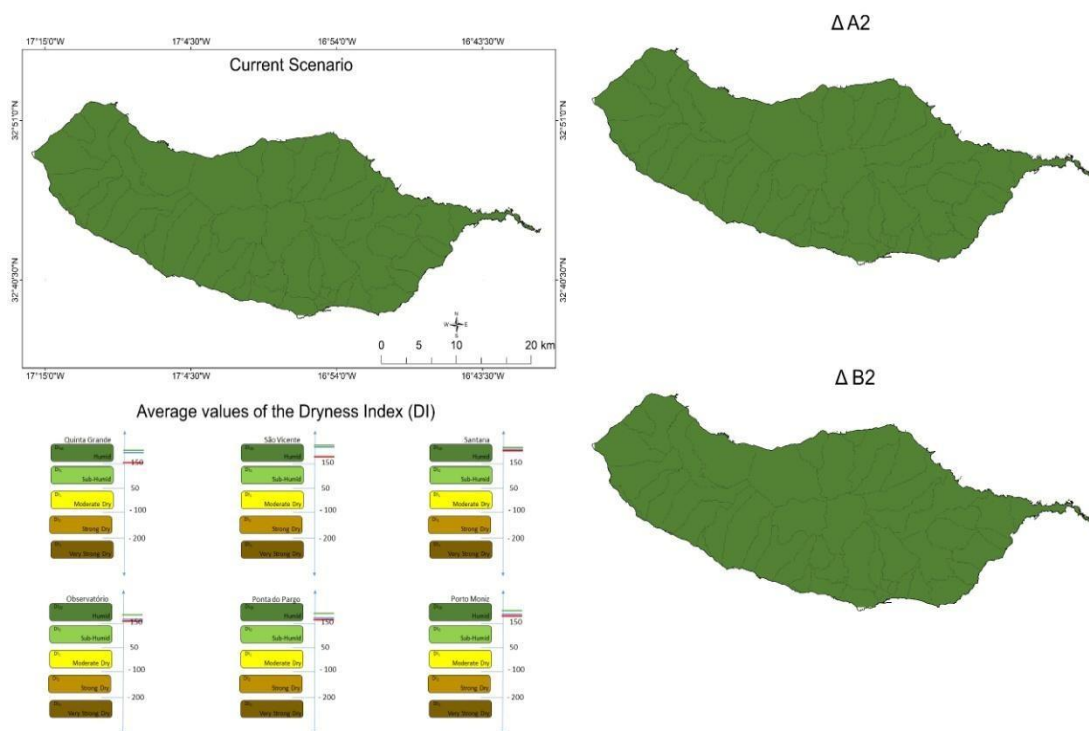 Δ A2
17°15'0"W 17°4'30"W 16°54'0"W 16°43'30"W
Current Scenario
32°51'0"N 32°51'0"N
32°40'30"N 32°40'30"N
N
W E
S
0 5 10 20 km
17°15'0"W 17°4'30"W 16°54'0"W 16°43'30"W
Δ B2
Average values of the Dryness Index (DI)
Quinta Grande
Humid
150
Sub-Humid
50
Moderate Dry
- 100
Strong Dry
- 200
Very Strong Dry
São Vicente
Humid
150
Sub-Humid
50
Moderate Dry
- 100
Strong Dry
- 200
Very Strong Dry
Santana
Humid
150
Sub-Humid
50
Moderate Dry
- 100
Strong Dry
- 200
Very Strong Dry
Observatório
Humid
150
Sub-Humid
50
Moderate Dry
- 100
Strong Dry
- 200
Very Strong Dry
Ponta do Pargo
Humid
150
Sub-Humid
50
Moderate Dry
- 100
Strong Dry
- 200
Very Strong Dry
Porto Moniz
Humid
150
Sub-Humid
50
Moderate Dry
- 100
Strong Dry
- 200
Very Strong Dry